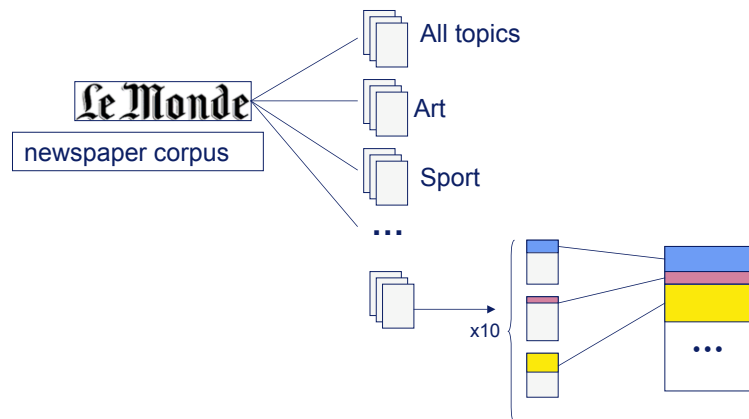 All topics
Le Monde
Art
newspaper corpus
Sport
...
x10
...